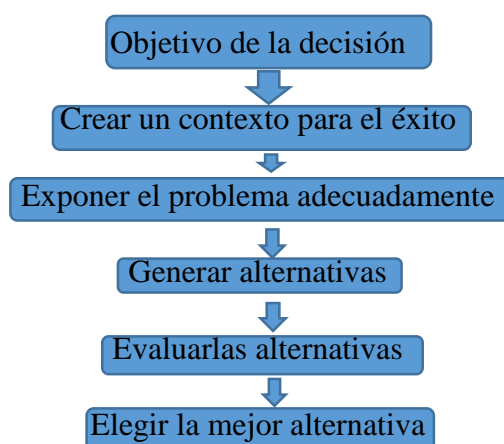 Objetivo de la decisión
Crear un contexto para el éxito
Exponer el problema adecuadamente
Generar alternativas
Evaluarlas alternativas
Elegir la mejor alternativa